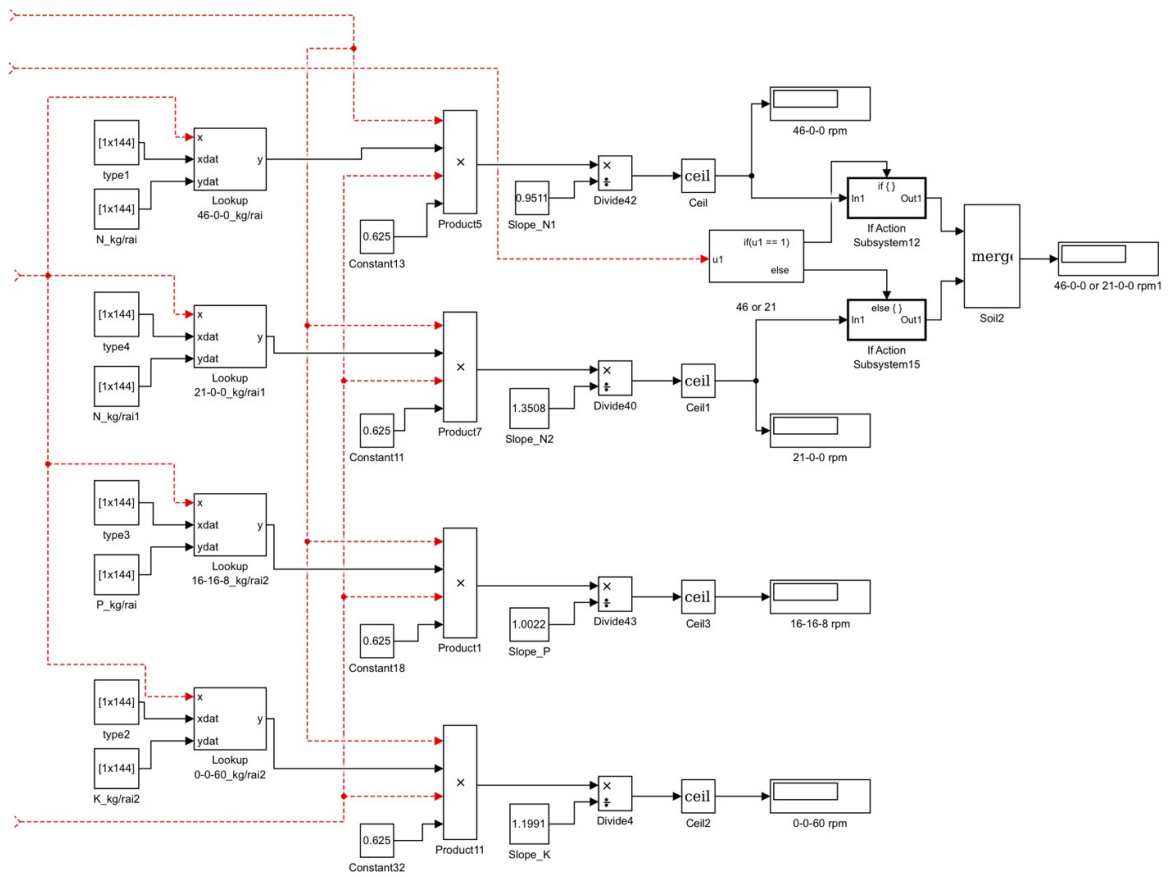 46-0-0 rpm
[1x144]
type1
x
xdat
ydat
y
Lookup
46-0-0_kg/rai
[1x144]
N_kg/rai
×
Product5
0.625
Constant13
0.9511
Slope_N1
×
÷
Divide42
ceil
Ceil
if { }
In1
Out1
If Action
Subsystem12
u1
if(u1 == 1)
else
merge
Soil2
46-0-0 or 21-0-0 rpm1
46 or 21
else { }
In1
Out1
If Action
Subsystem15
[1x144]
type4
x
xdat
ydat
y
Lookup
21-0-0_kg/rai1
[1x144]
N_kg/rai1
×
Product7
0.625
Constant11
1.3508
Slope_N2
×
÷
Divide40
ceil
Ceil1
21-0-0 rpm
[1x144]
type3
x
xdat
ydat
y
Lookup
16-16-8_kg/rai2
[1x144]
P_kg/rai
×
Product1
0.625
Constant18
1.0022
Slope_P
×
÷
Divide43
ceil
Ceil3
16-16-8 rpm
[1x144]
type2
x
xdat
ydat
y
Lookup
0-0-60_kg/rai2
[1x144]
K_kg/rai2
×
Product11
0.625
Constant32
1.1991
Slope_K
×
÷
Divide4
ceil
Ceil2
0-0-60 rpm